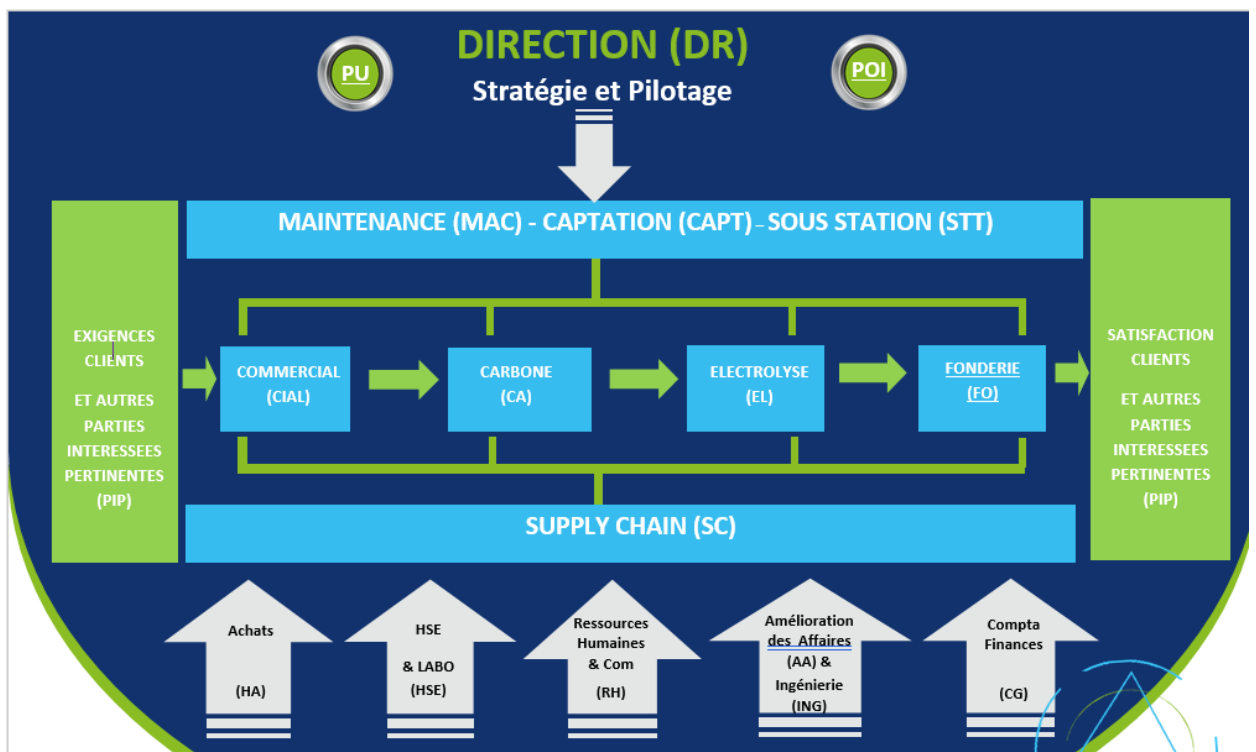 DIRECTION (DR)
PU
POI
Stratégie et Pilotage
MAINTENANCE (MAC) - CAPTATION (CAPT) – SOUS STATION (STT)
EXIGENCES
CLIENTS
ET AUTRES
PARTIES
INTERESSEES
PERTINENTES
(PIP)
COMMERCIAL
(CIAL)
CARBONE
(CA)
ELECTROLYSE
(EL)
FONDERIE
(FO)
SATISFACTION
CLIENTS
ET AUTRES
PARTIES
INTERESSEES
PERTINENTES
(PIP)
SUPPLY CHAIN (SC)
Achats
(HA)
HSE
& LABO
(HSE)
Ressources
Humaines
& Com
(RH)
Amélioration
des Affaires
(AA) &
Ingénierie
(ING)
Compta
Finances
(CG)